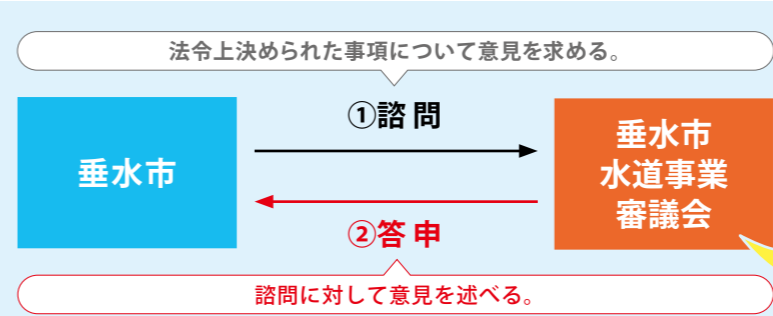 法令上決められた事項について意見を求める。
①諮問
垂水市
垂水市
水道事業
審議会
②答申
諮問に対して意見を述べる。